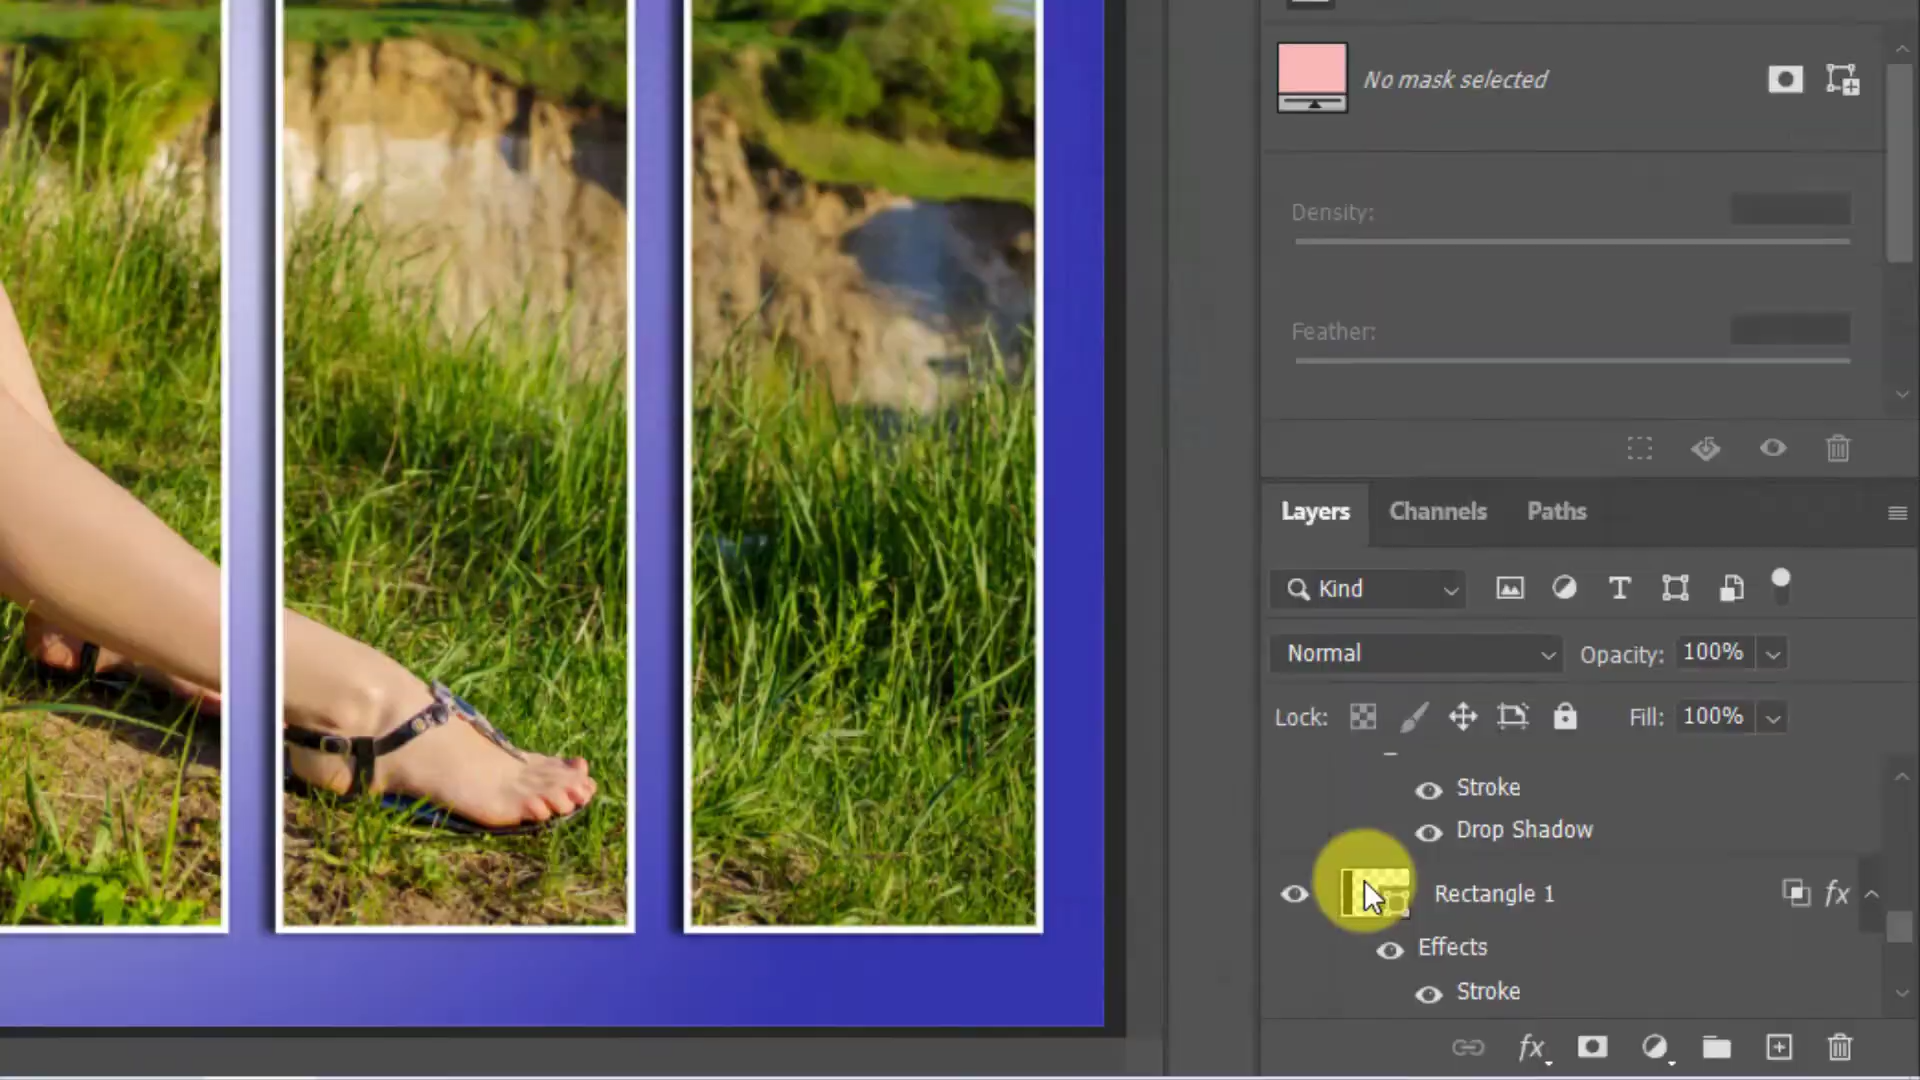 No mask selected
Density:
Feather:
Layers Channels Paths
Kind
Normal Opacity: 100%
Lock: Fill: 100%
Stroke
Drop Shadow
Rectangle 1 fx
Effects
Stroke
fx